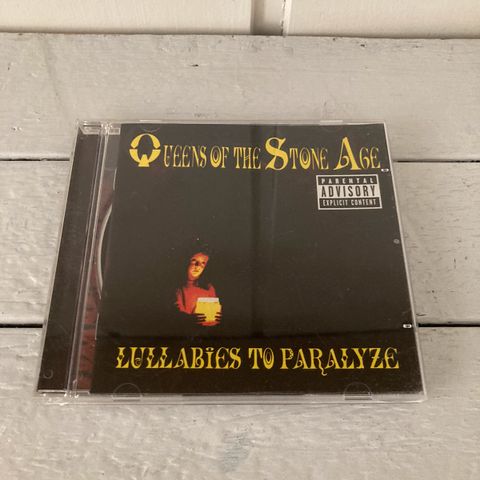 QUEENS OF THE STONE AGE
PARENTAL
ADVISORY
EXPLICIT CONTENT
LULLABIES TO PARALYZE